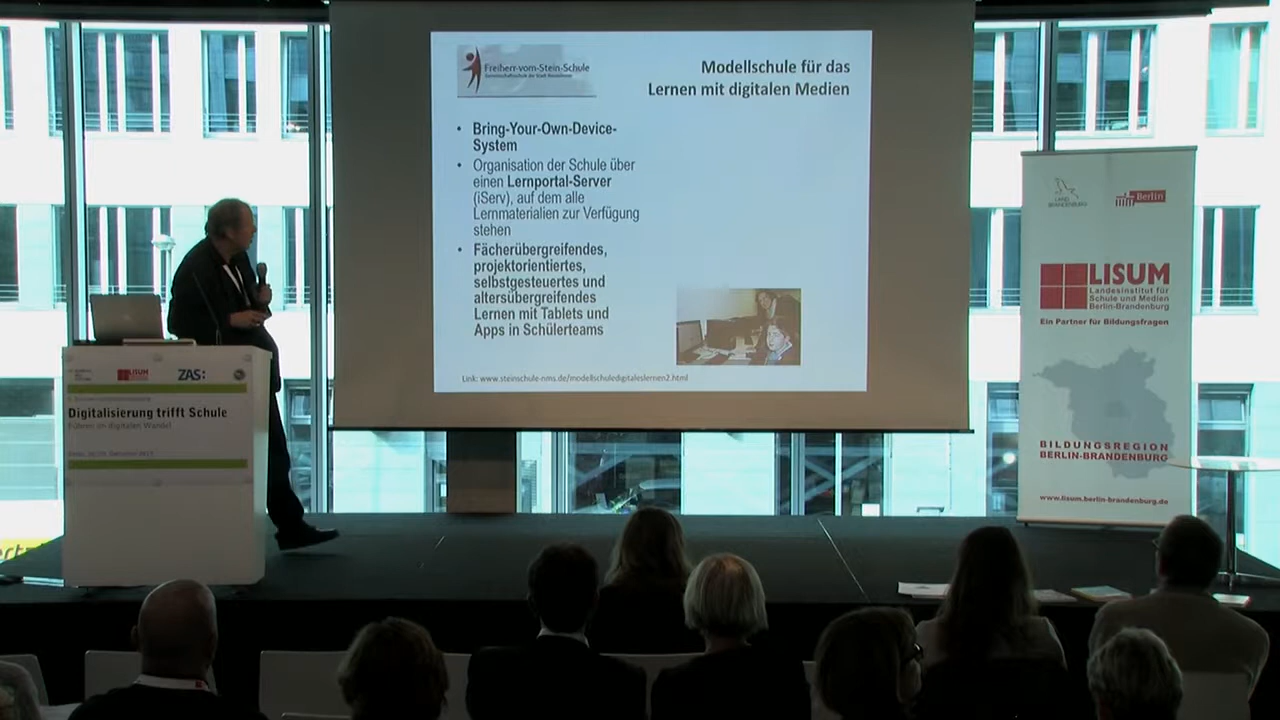 Freiherr-vom-Stein-Schule
Modellschule für das
Lernen mit digitalen Medien
• Bring-Your-Own-Device-
System
• Organisation der Schule über
einen Lernportal-Server
(iServ), auf dem alle
Lernmaterialien zur Verfügung
stehen
• Fächerübergreifendes,
projektorientiertes,
selbstgesteuertes und
altersübergreifendes
Lernen mit Tablets und
Apps in Schülerteams
Link: www.steinschule-nms.de/modellschuledigitaleslernen2.html
LISUM
ZAS:
Digitalisierung trifft Schule
Führen im digitalen Wandel
LAND
BRANDENBURG
Berlin
LISUM
Landesinstitut für
Schule und Medien
Berlin-Brandenburg
Ein Partner für Bildungsfragen
BILDUNGSREGION
BERLIN-BRANDENBURG
www.lisum.berlin-brandenburg.de